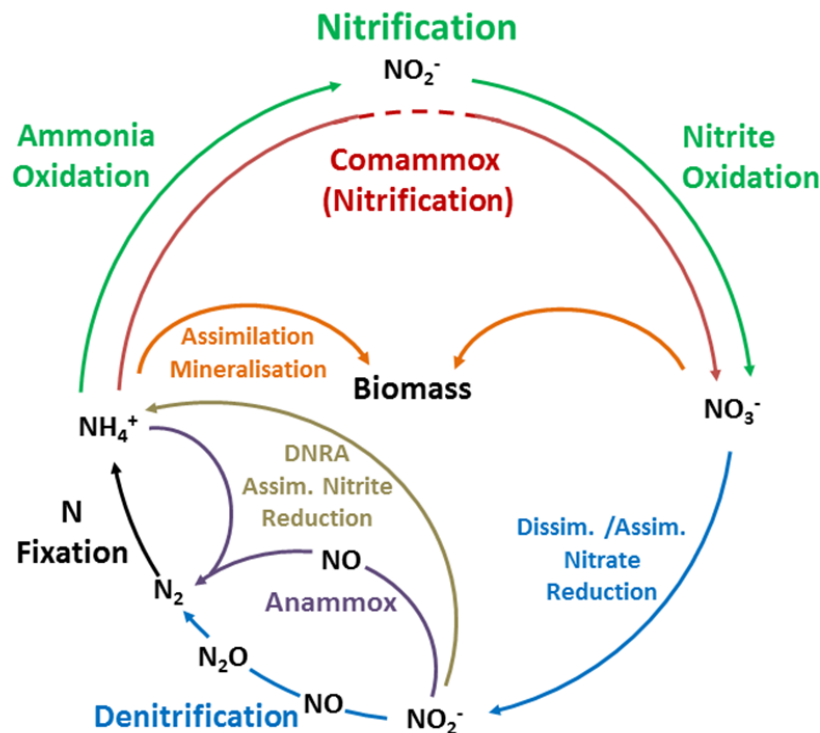 Nitrification
NO₂⁻
Ammonia
Oxidation
Nitrite
Oxidation
Comammox
(Nitrification)
Assimilation
Mineralisation
Biomass
NH₄⁺
NO₃⁻
DNRA
Assim. Nitrite
Reduction
N
Fixation
Dissim. /Assim.
Nitrate
Reduction
NO
N₂
Anammox
N₂O
NO
NO₂⁻
Denitrification